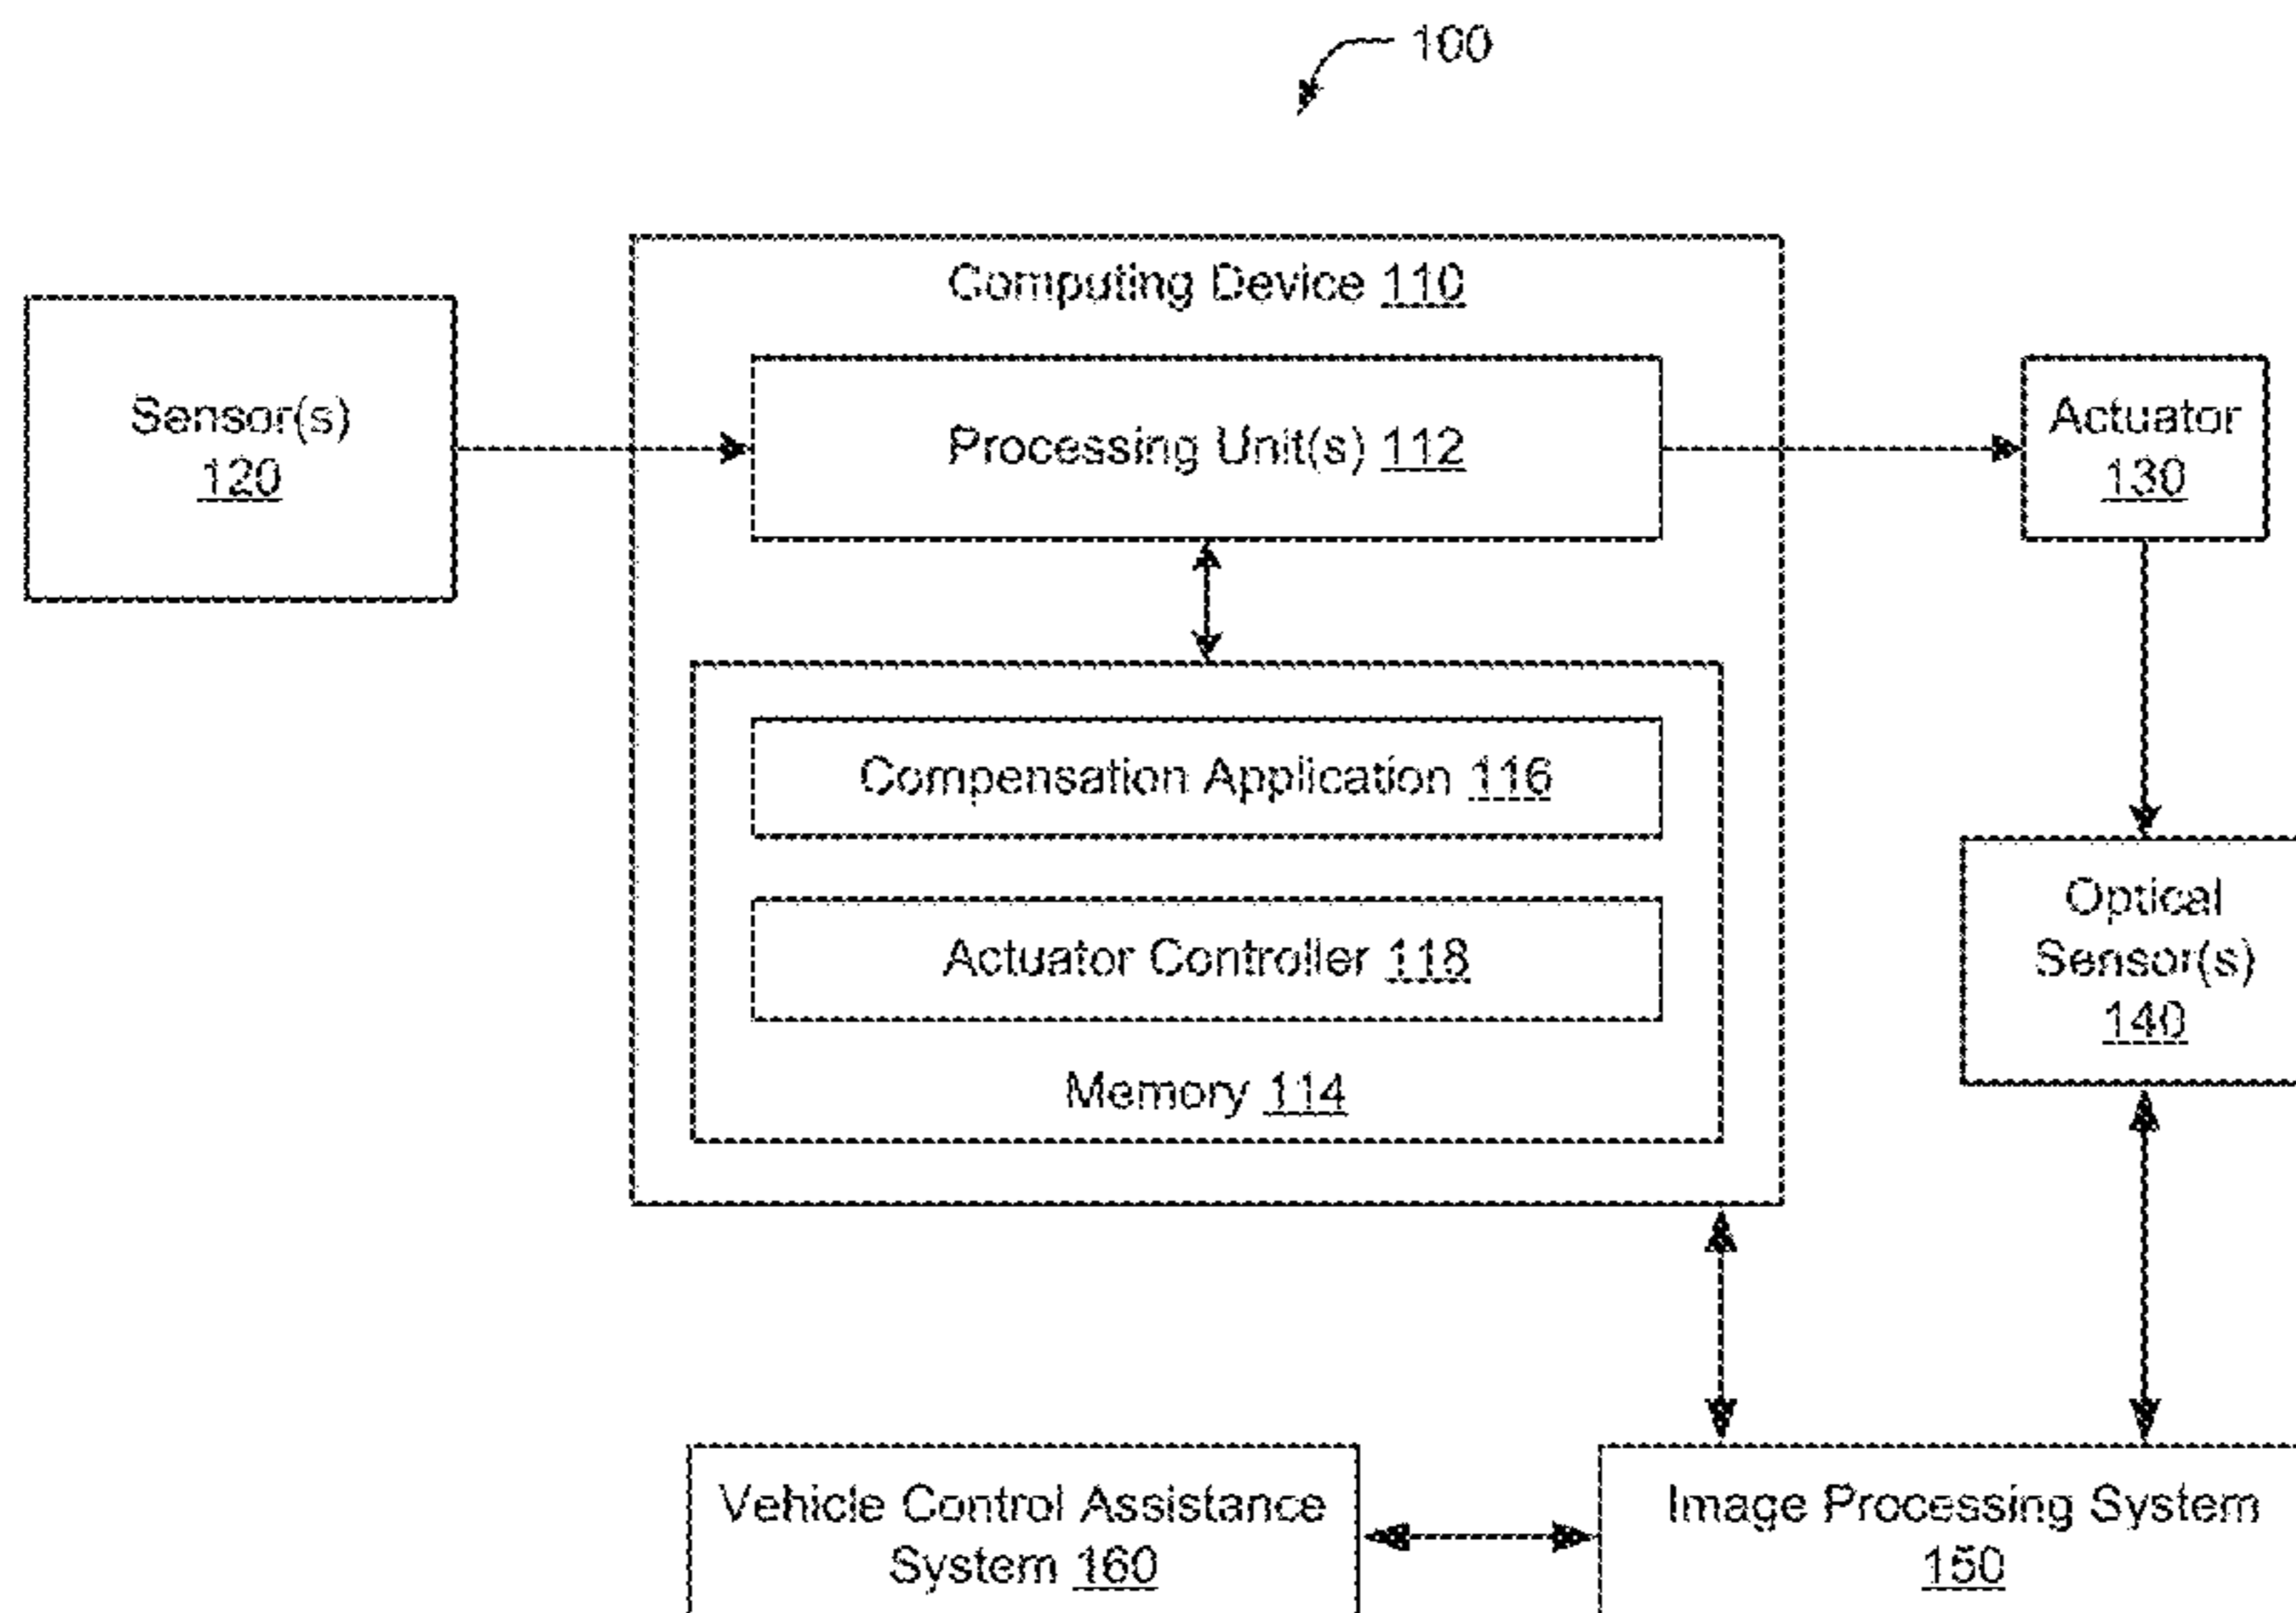 100
Computing Device 110
Sensor(s)
120
Processing Unit(s) 112
Actuator
130
Compensation Application 116
Actuator Controller 118
Memory 114
Optical
Sensor(s)
140
Vehicle Control Assistance
System 160
Image Processing System
150